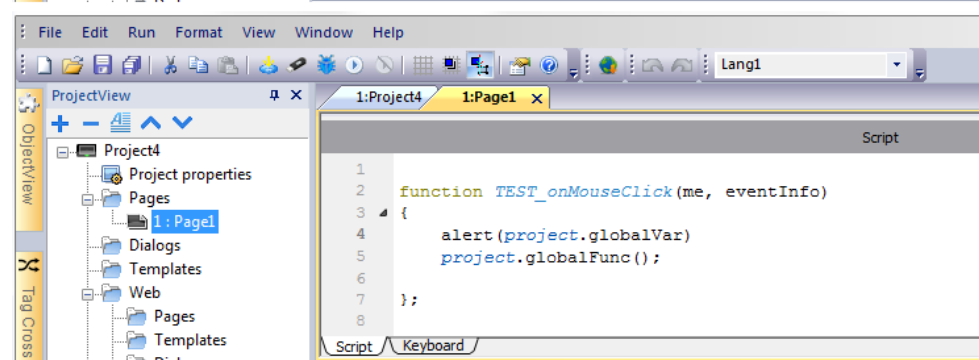 File Edit Run Format View Window Help
Lang1
ProjectView
1:Project4 1:Page1
ObjectView
Tag Cross
Project4
Project properties
Pages
1 : Page1
Dialogs
Templates
Web
Pages
Templates
Script
1
2 function TEST_onMouseClick(me, eventInfo)
3 {
4 alert(project.globalVar)
5 project.globalFunc();
6
7 };
8
Script Keyboard